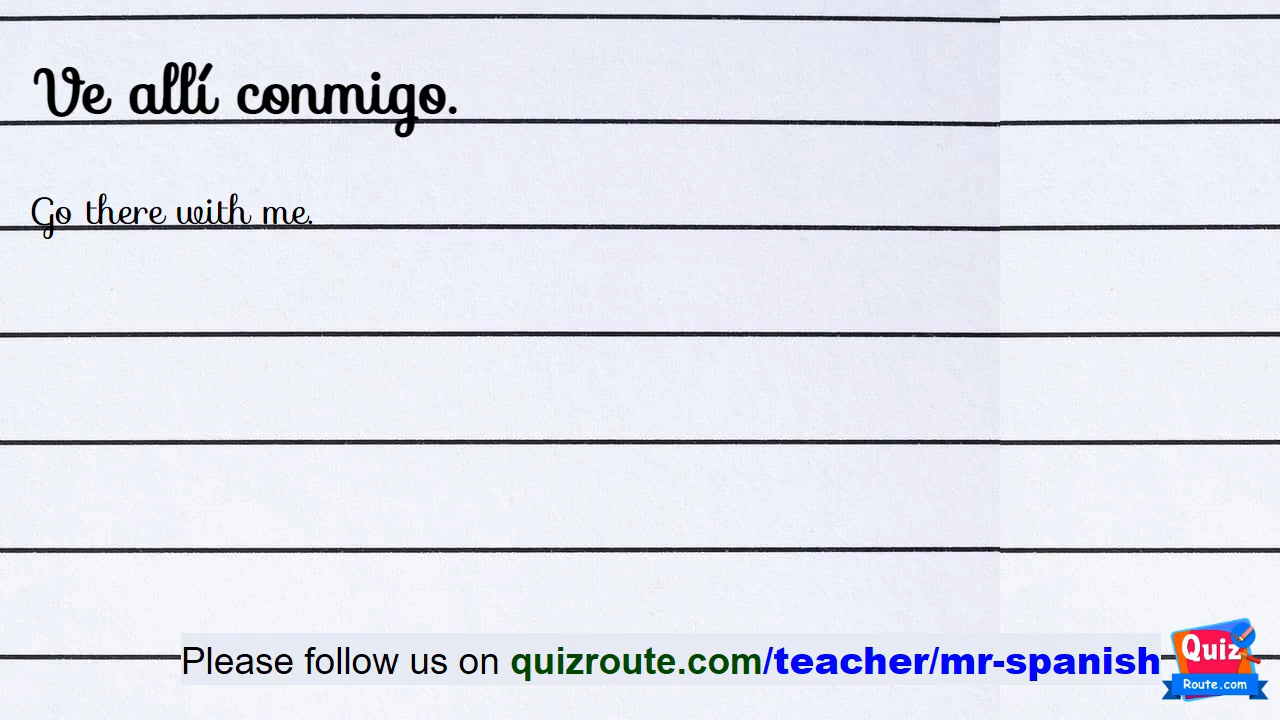 Ve allí conmigo.
Go there with me.
Please follow us on quizroute.com/teacher/mr-spanish
Quiz
Route.com